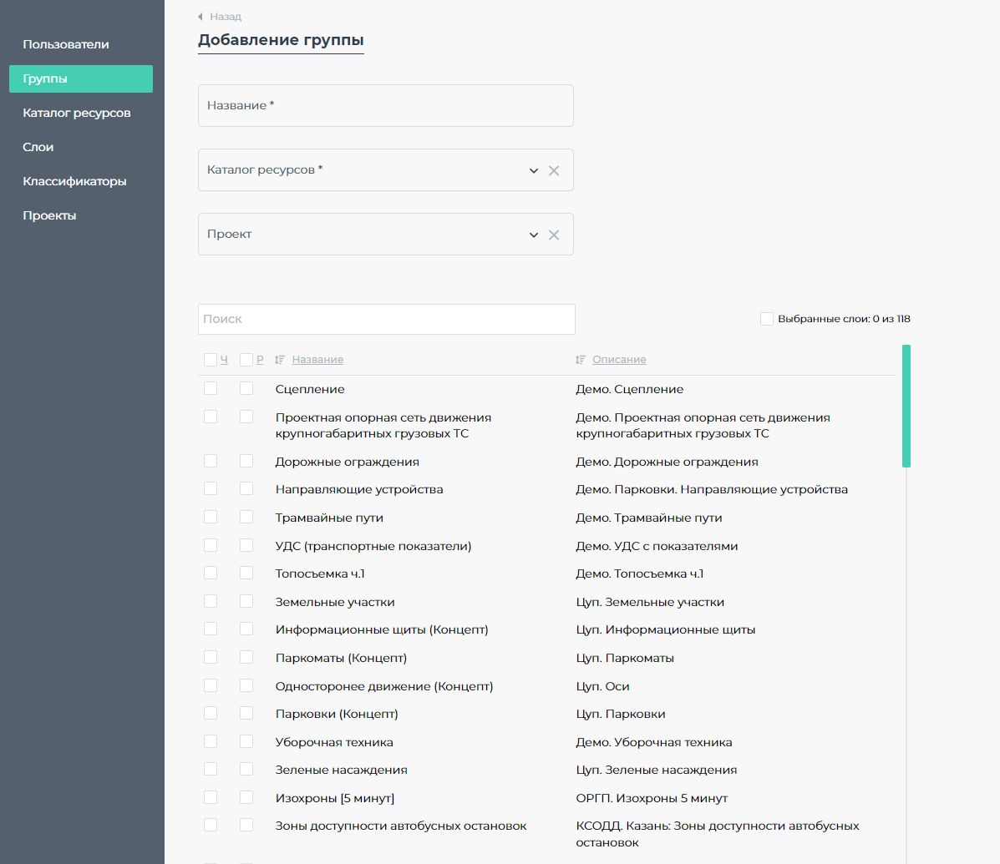 Пользователи
Группы
Каталог ресурсов
Слои
Классификаторы
Проекты
Назад
Добавление группы
Название *
Каталог ресурсов *
Проект
Поиск
Выбранные слои: 0 из 118
Ч Р Название Описание
Сцепление Демо. Сцепление
Проектная опорная сеть движения Демо. Проектная опорная сеть движения
крупногабаритных грузовых ТС крупногабаритных грузовых ТС
Дорожные ограждения Демо. Дорожные ограждения
Направляющие устройства Демо. Парковки. Направляющие устройства
Трамвайные пути Демо. Трамвайные пути
УДС (транспортные показатели) Демо. УДС с показателями
Топосъемка ч.1 Демо. Топосъемка ч.1
Земельные участки Цуп. Земельные участки
Информационные щиты (Концепт) Цуп. Информационные щиты
Паркоматы (Концепт) Цуп. Паркоматы
Одностороннее движение (Концепт) Цуп. Оси
Парковки (Концепт) Цуп. Парковки
Уборочная техника Демо. Уборочная техника
Зеленые насаждения Цуп. Зеленые насаждения
Изохроны [5 минут] ОРГП. Изохроны 5 минут
Зоны доступности автобусных остановок КСОДД. Казань: Зоны доступности автобусных
остановок